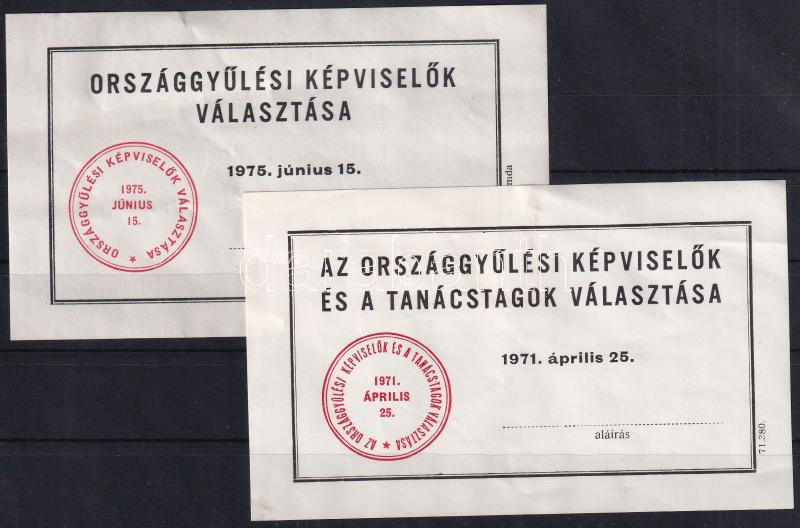 ORSZÁGGYŰLÉSI KÉPVISELŐK
VÁLASZTÁSA
1975. június 15.
ORSZÁGGYŰLÉSI KÉPVISELŐK VÁLASZTÁSA ★
1975.
JÚNIUS
15.
AZ ORSZÁGGYŰLÉSI KÉPVISELŐK
ÉS A TANÁCSTAGOK VÁLASZTÁSA
1971. április 25.
AZ ORSZÁGGYŰLÉSI KÉPVISELŐK ÉS A TANÁCSTAGOK VÁLASZTÁSA ★
1971.
ÁPRILIS
25.
aláírás
71.280.